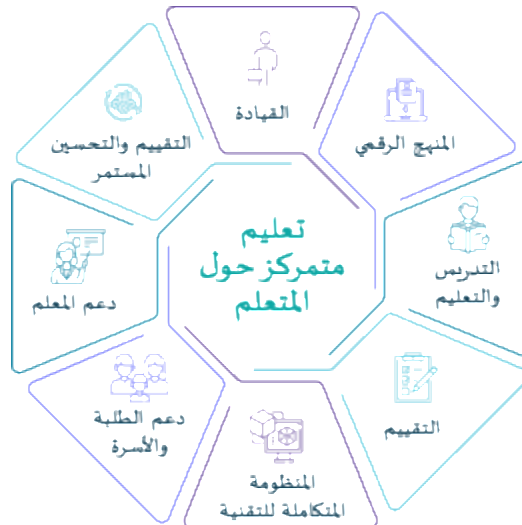 القيادة
المنهج الرقمي
التدريس
والتعليم
التقييم
المنظومة
المتكاملة للتقنية
دعم الطلبة
والأسرة
دعم المعلم
التقييم والتحسين
المستمر
تعليم
متمركز حول
المتعلم